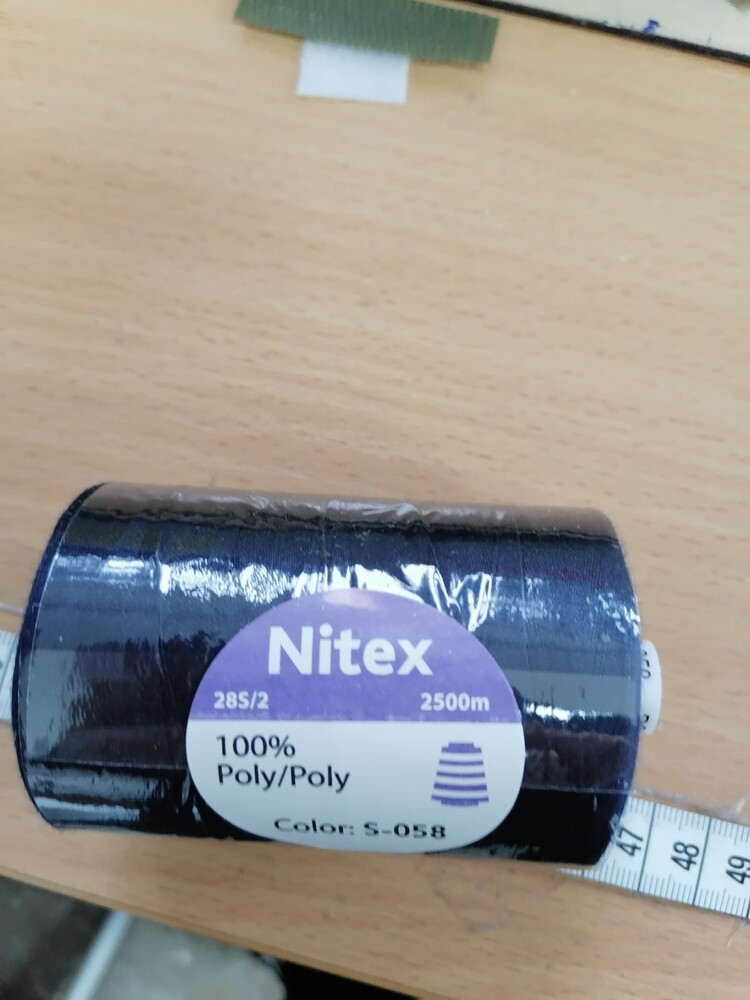 Nitex
28S/2 2500m
100%
Poly/Poly
Color: S-058
47 48 49